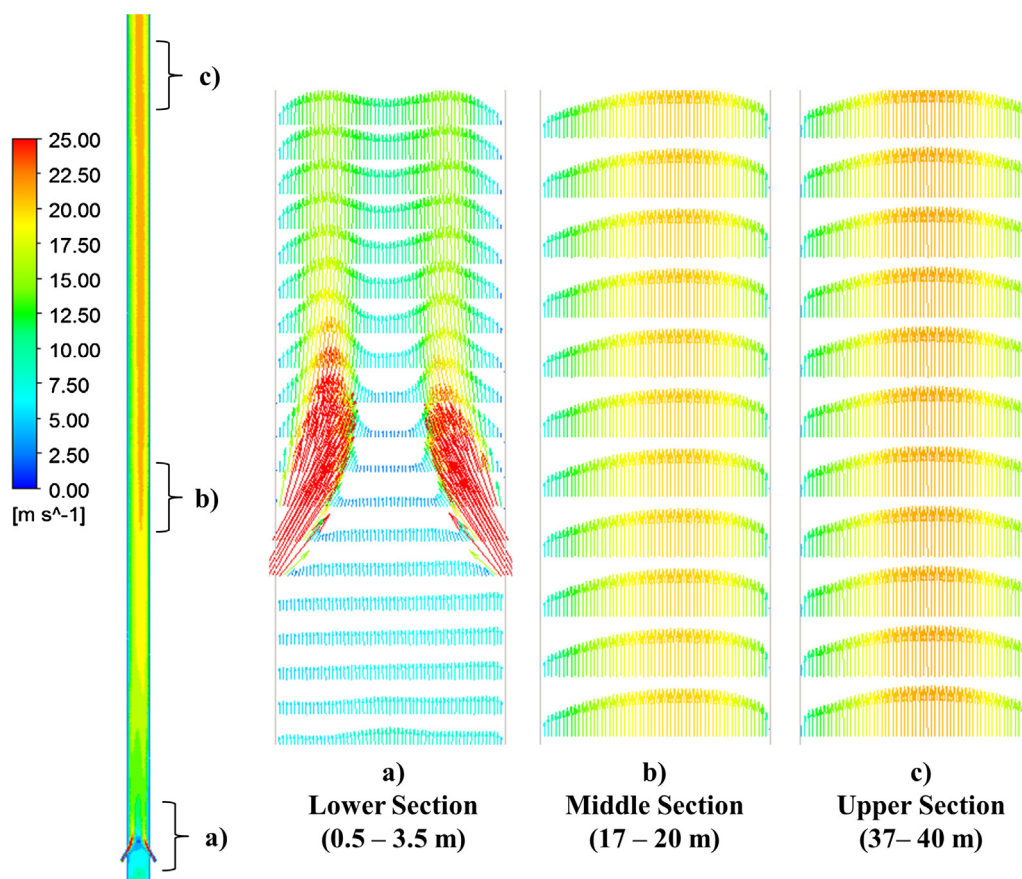 c)
25.00
22.50
20.00
17.50
15.00
12.50
10.00
7.50
5.00
2.50
0.00
[m s^-1]
b)
a)
a)
Lower Section
(0.5 – 3.5 m)
b)
Middle Section
(17 – 20 m)
c)
Upper Section
(37– 40 m)